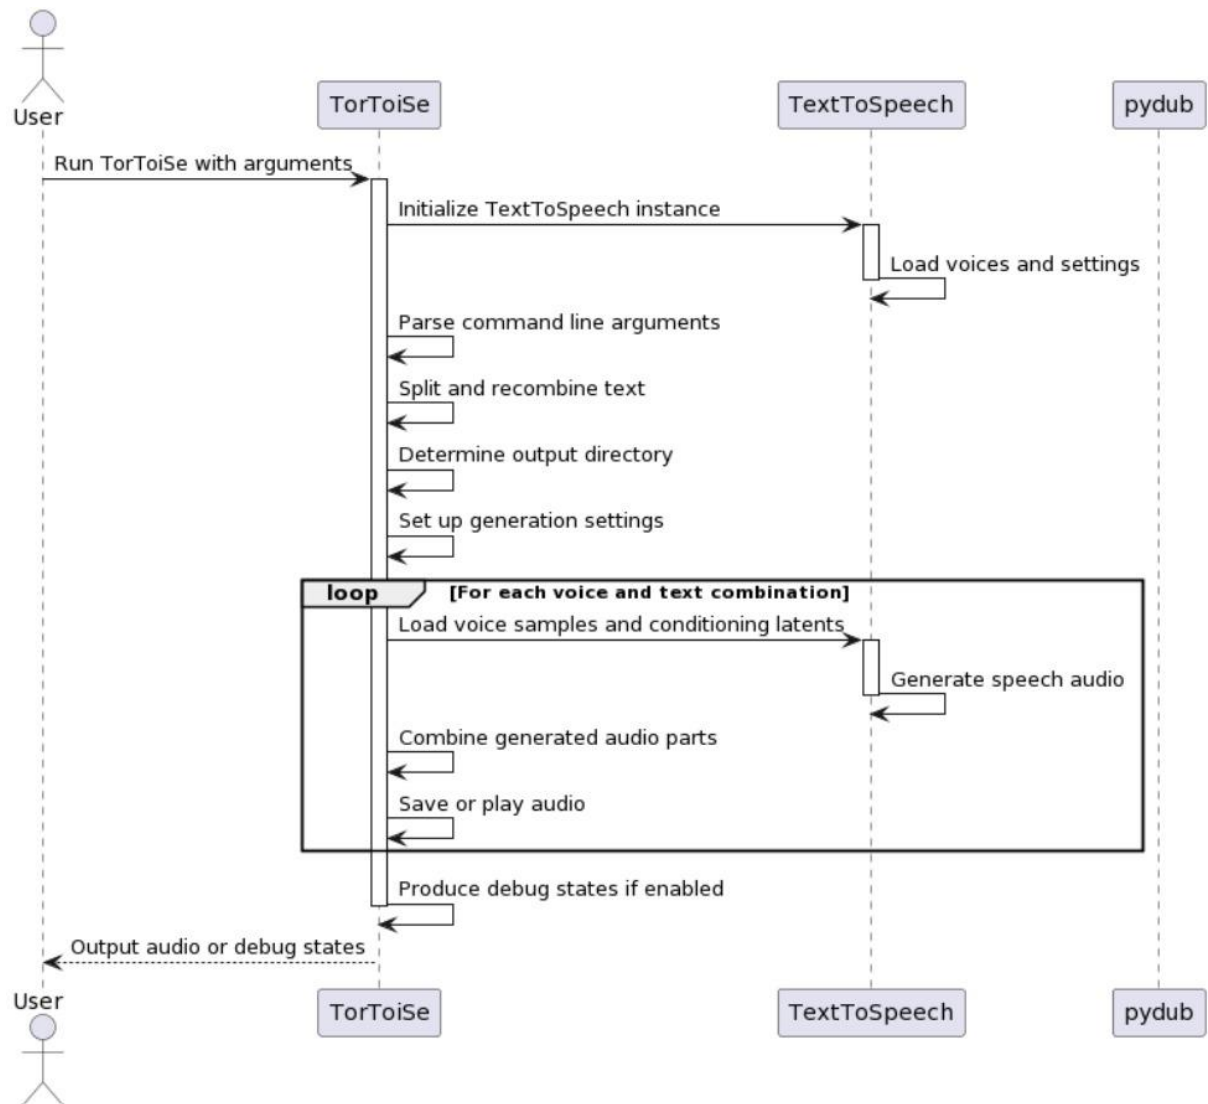 User
TorToiSe
TextToSpeech
pydub
Run TorToiSe with arguments
Initialize TextToSpeech instance
Load voices and settings
Parse command line arguments
Split and recombine text
Determine output directory
Set up generation settings
loop [For each voice and text combination]
Load voice samples and conditioning latents
Generate speech audio
Combine generated audio parts
Save or play audio
Produce debug states if enabled
Output audio or debug states
User
TorToiSe
TextToSpeech
pydub